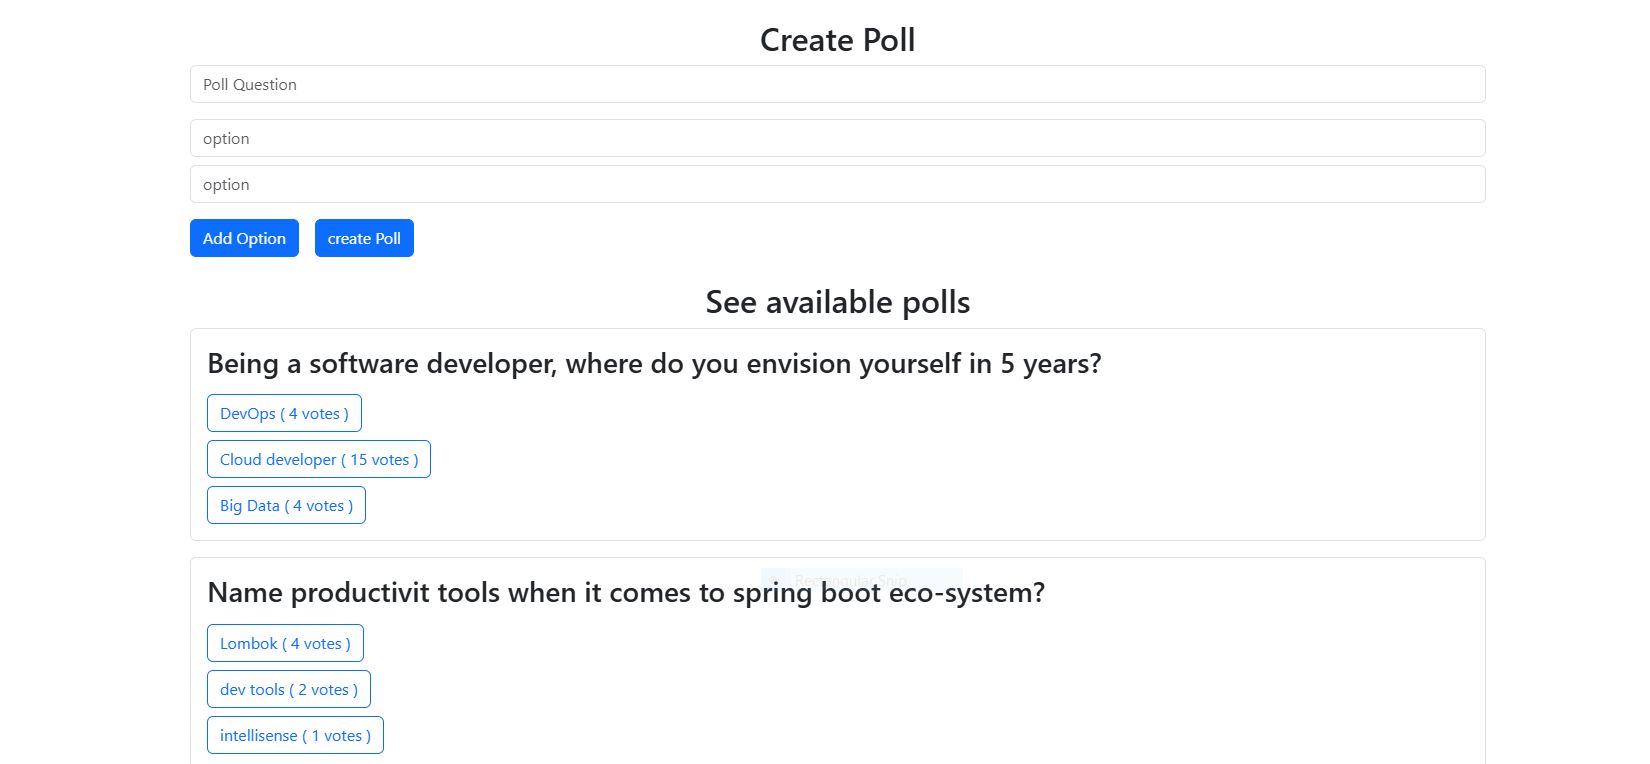 Create Poll
Poll Question
option
option
Add Option create Poll
See available polls
Being a software developer, where do you envision yourself in 5 years?
DevOps ( 4 votes )
Cloud developer ( 15 votes )
Big Data ( 4 votes )
Rectangular Snip
Name productivit tools when it comes to spring boot eco-system?
Lombok ( 4 votes )
dev tools ( 2 votes )
intellisense ( 1 votes )